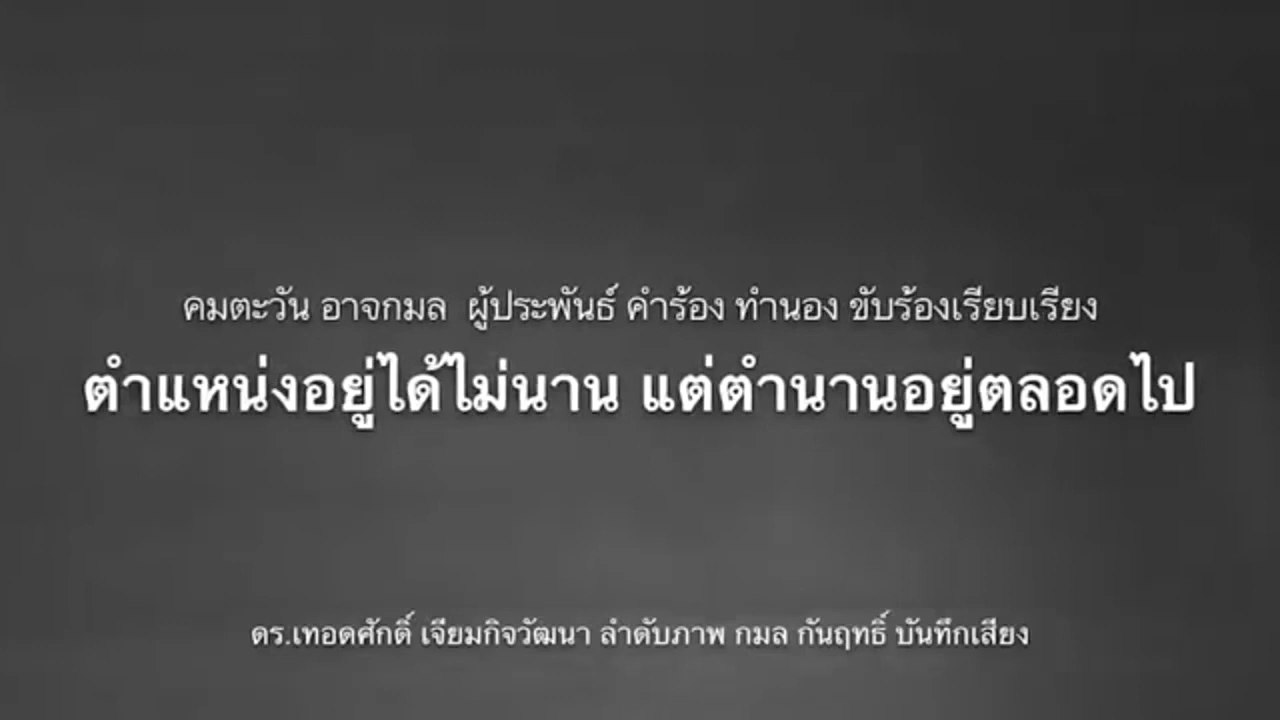 คมตะวัน อาจกมล ผู้ประพันธ์ คำร้อง ทำนอง ขับร้องเรียบเรียง
ตำแหน่งอยู่ได้ไม่นาน แต่ตำนานอยู่ตลอดไป
ดร.เทอดศักดิ์ เจียมกิจวัฒนา ลำดับภาพ กมล กันฤทธิ์ บันทึกเสียง